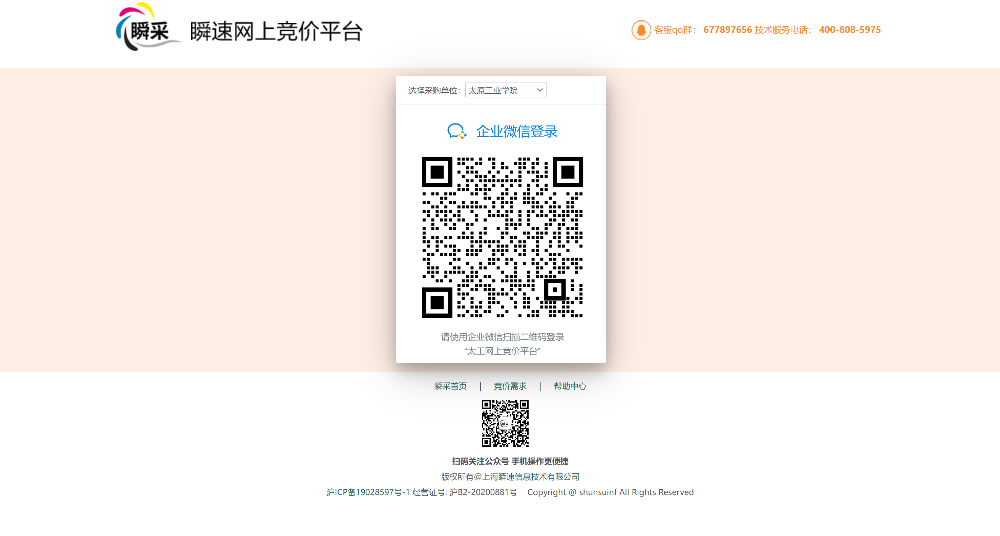 瞬采 瞬速网上竞价平台
客服qq群： 677897656 技术服务电话： 400-808-5975
选择采购单位： 太原工业学院
企业微信登录
请使用企业微信扫描二维码登录
“太工网上竞价平台”
瞬采首页 | 竞价需求 | 帮助中心
瞬采
扫码关注公众号 手机操作更便捷
版权所有@上海瞬速信息技术有限公司
沪ICP备19028597号-1 经营证号: 沪B2-20200881号 Copyright @ shunsuinf All Rights Reserved